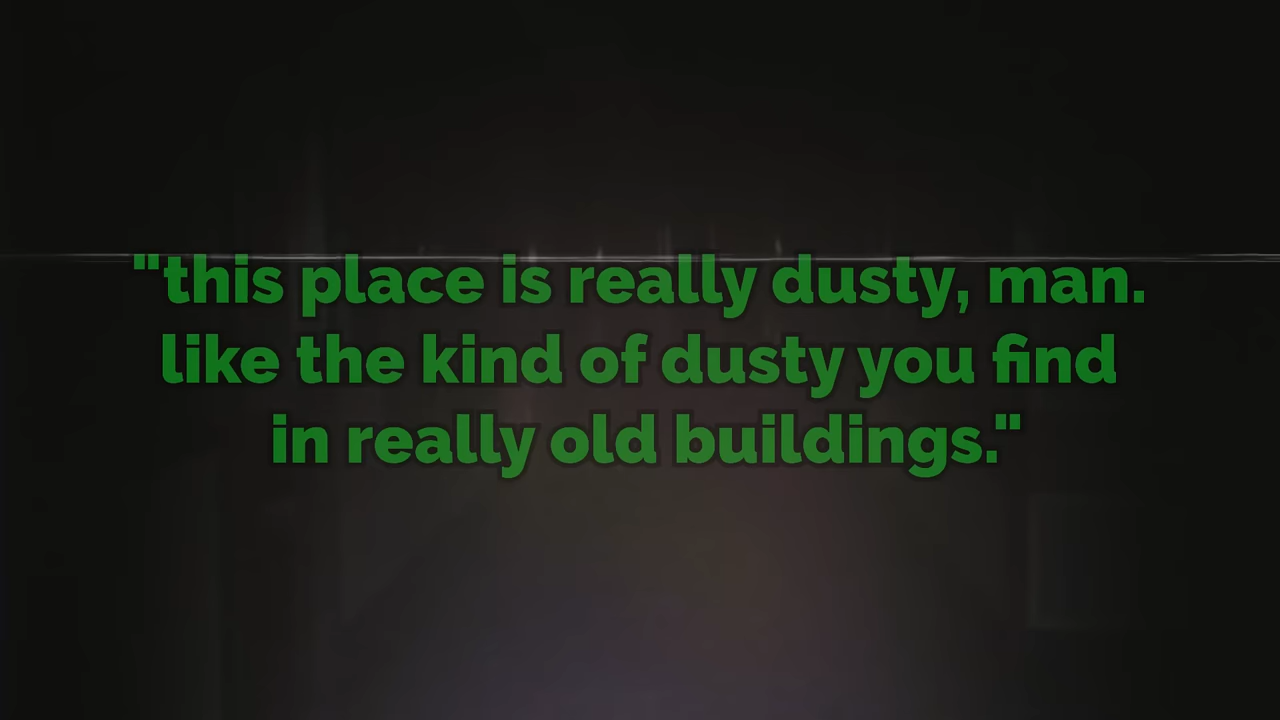 "this place is really dusty, man.
like the kind of dusty you find
in really old buildings."